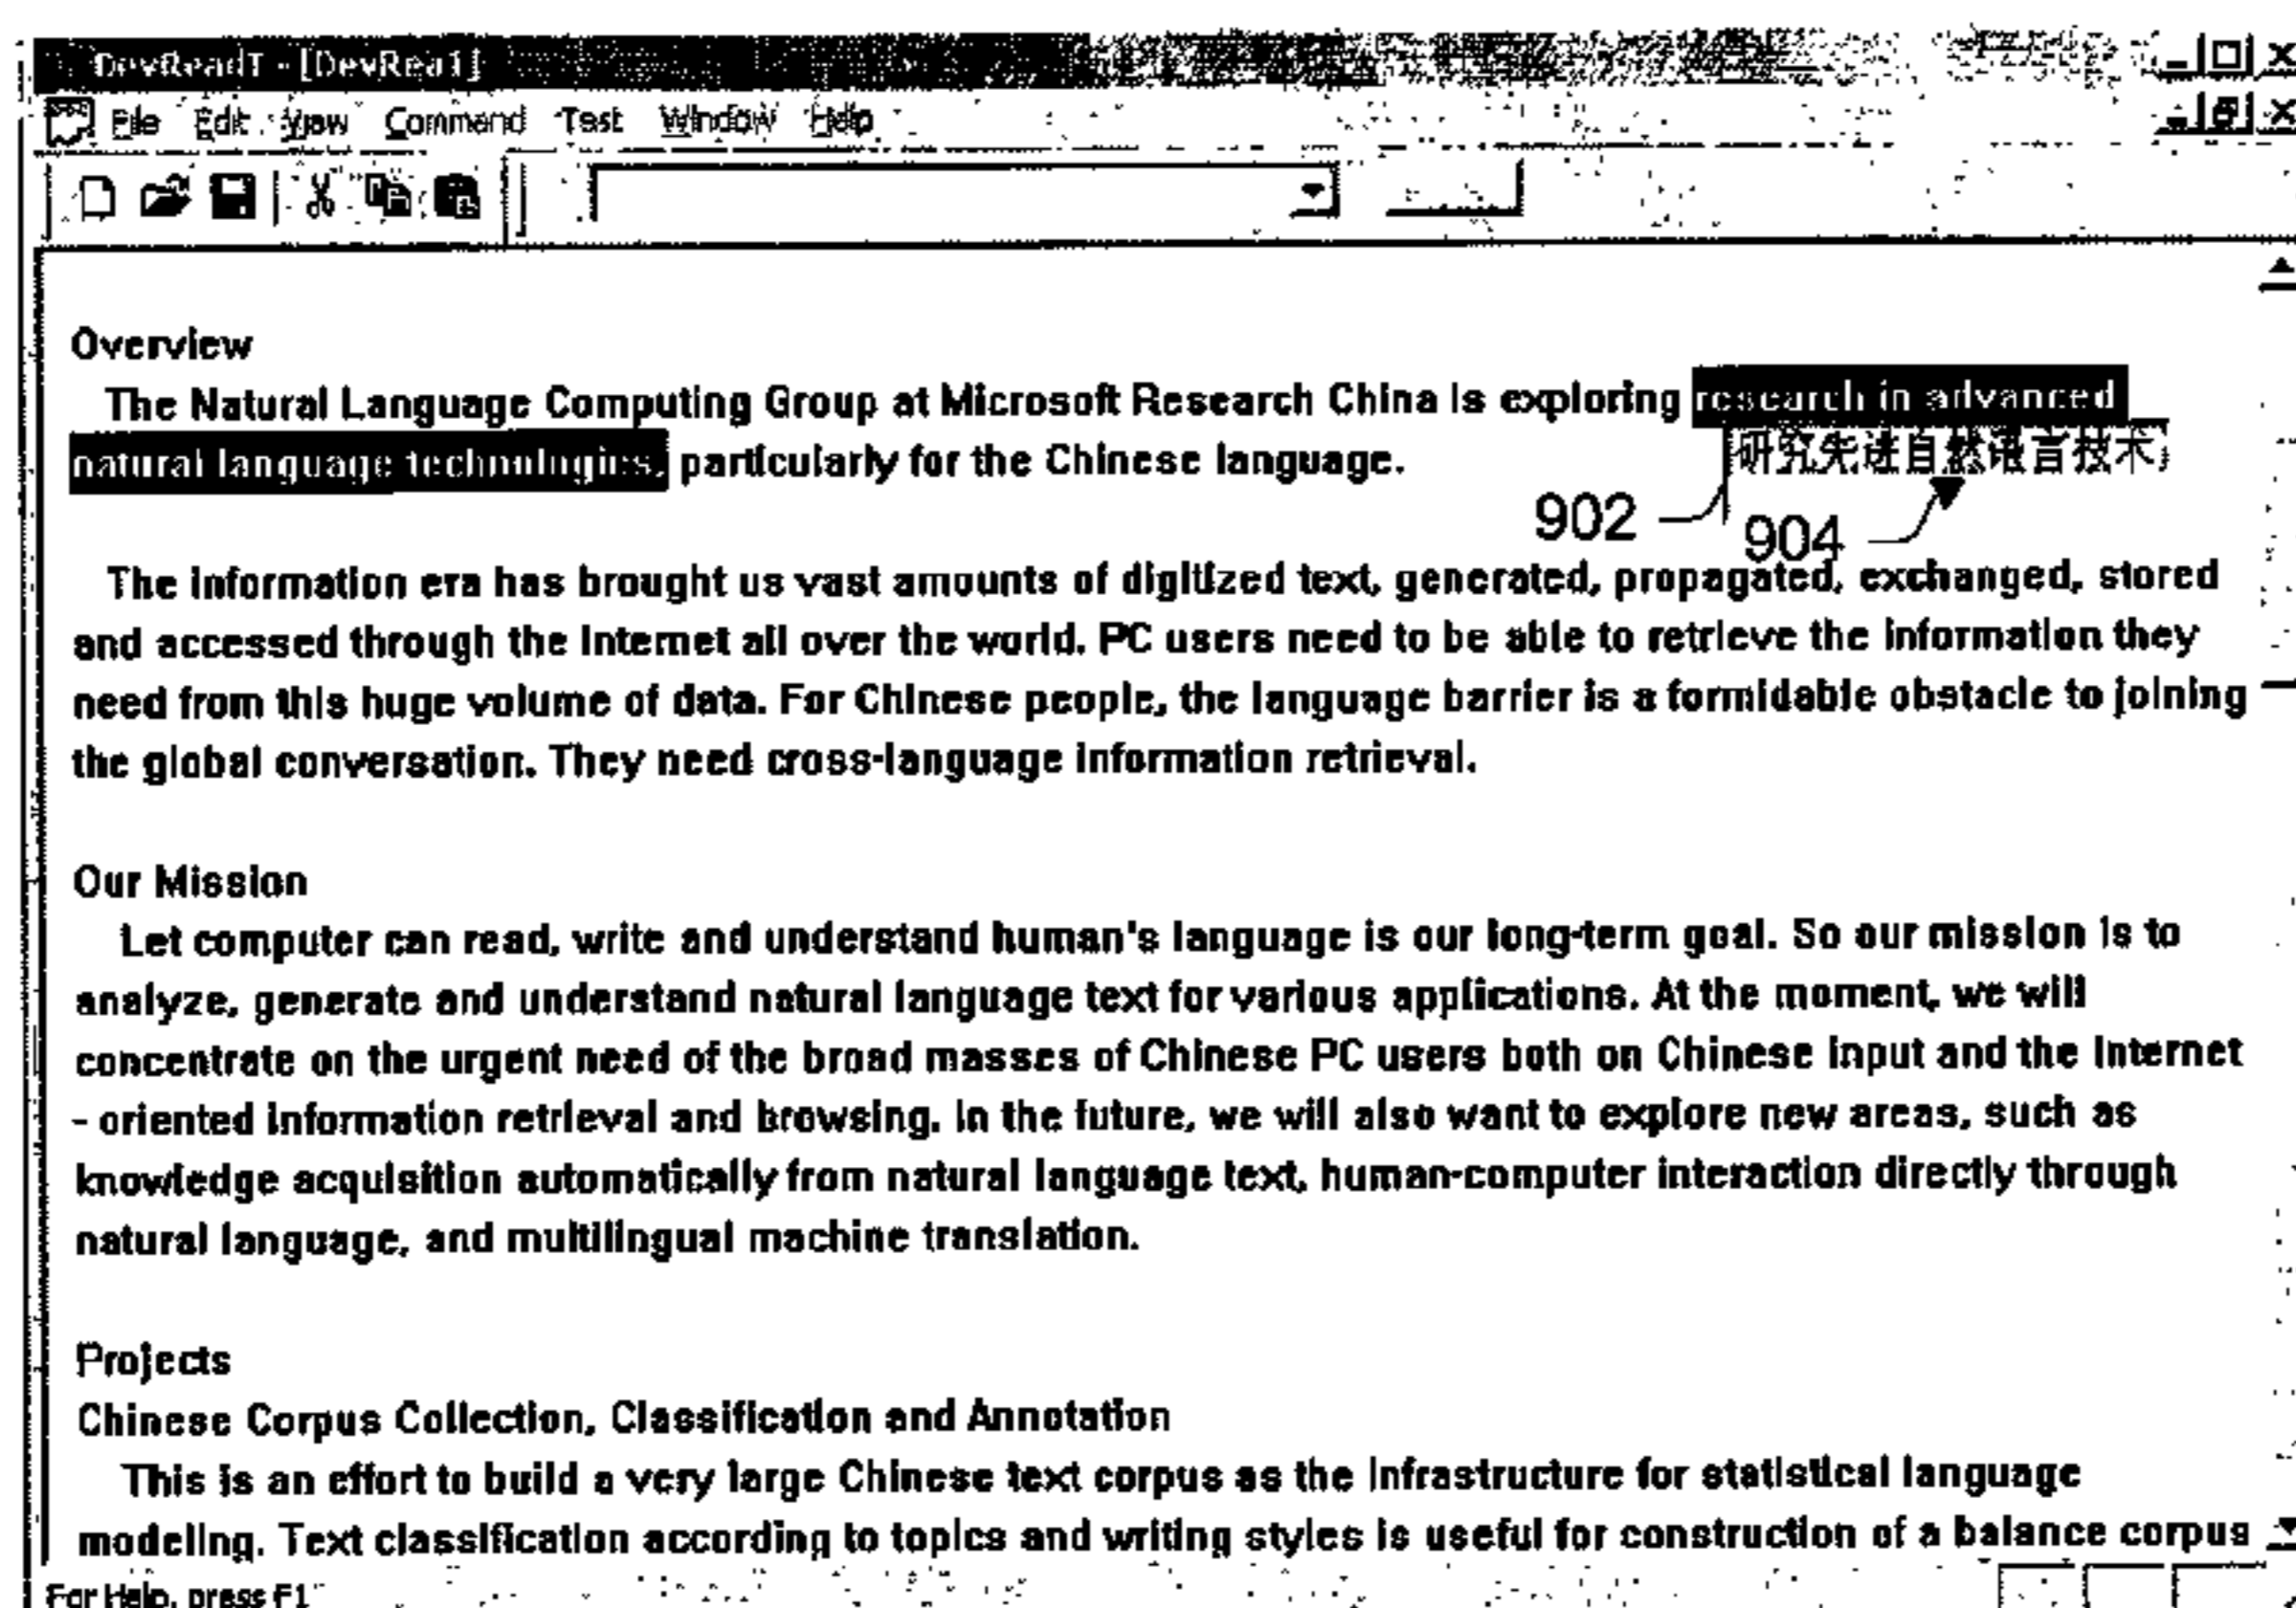 DevReadT - [DevRea1]
File Edit View Command Test Window Help
Overview
The Natural Language Computing Group at Microsoft Research China is exploring research in advanced
natural language technologies, particularly for the Chinese language.
研究先进自然语言技术,
902
904
The information era has brought us vast amounts of digitized text, generated, propagated, exchanged, stored
and accessed through the Internet all over the world. PC users need to be able to retrieve the information they
need from this huge volume of data. For Chinese people, the language barrier is a formidable obstacle to joining
the global conversation. They need cross-language information retrieval.
Our Mission
Let computer can read, write and understand human's language is our long-term goal. So our mission is to
analyze, generate and understand natural language text for various applications. At the moment, we will
concentrate on the urgent need of the broad masses of Chinese PC users both on Chinese input and the Internet
- oriented information retrieval and browsing. In the future, we will also want to explore new areas, such as
knowledge acquisition automatically from natural language text, human-computer interaction directly through
natural language, and multilingual machine translation.
Projects
Chinese Corpus Collection, Classification and Annotation
This is an effort to build a very large Chinese text corpus as the infrastructure for statistical language
modeling. Text classification according to topics and writing styles is useful for construction of a balance corpus
For Help, press F1